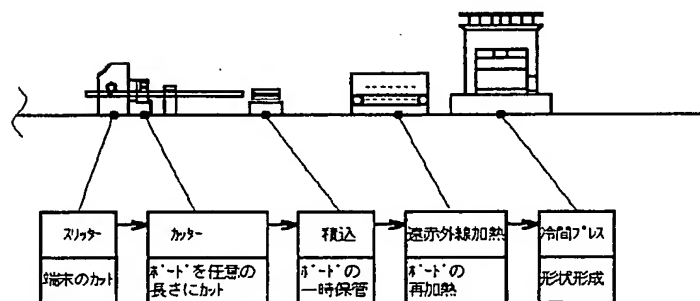 スリッター
カッター
積込
遠赤外線加熱
冷間プレス
端末のカット
ボードを任意の
長さにカット
ボードの
一時保管
ボードの
再加熱
形状形成